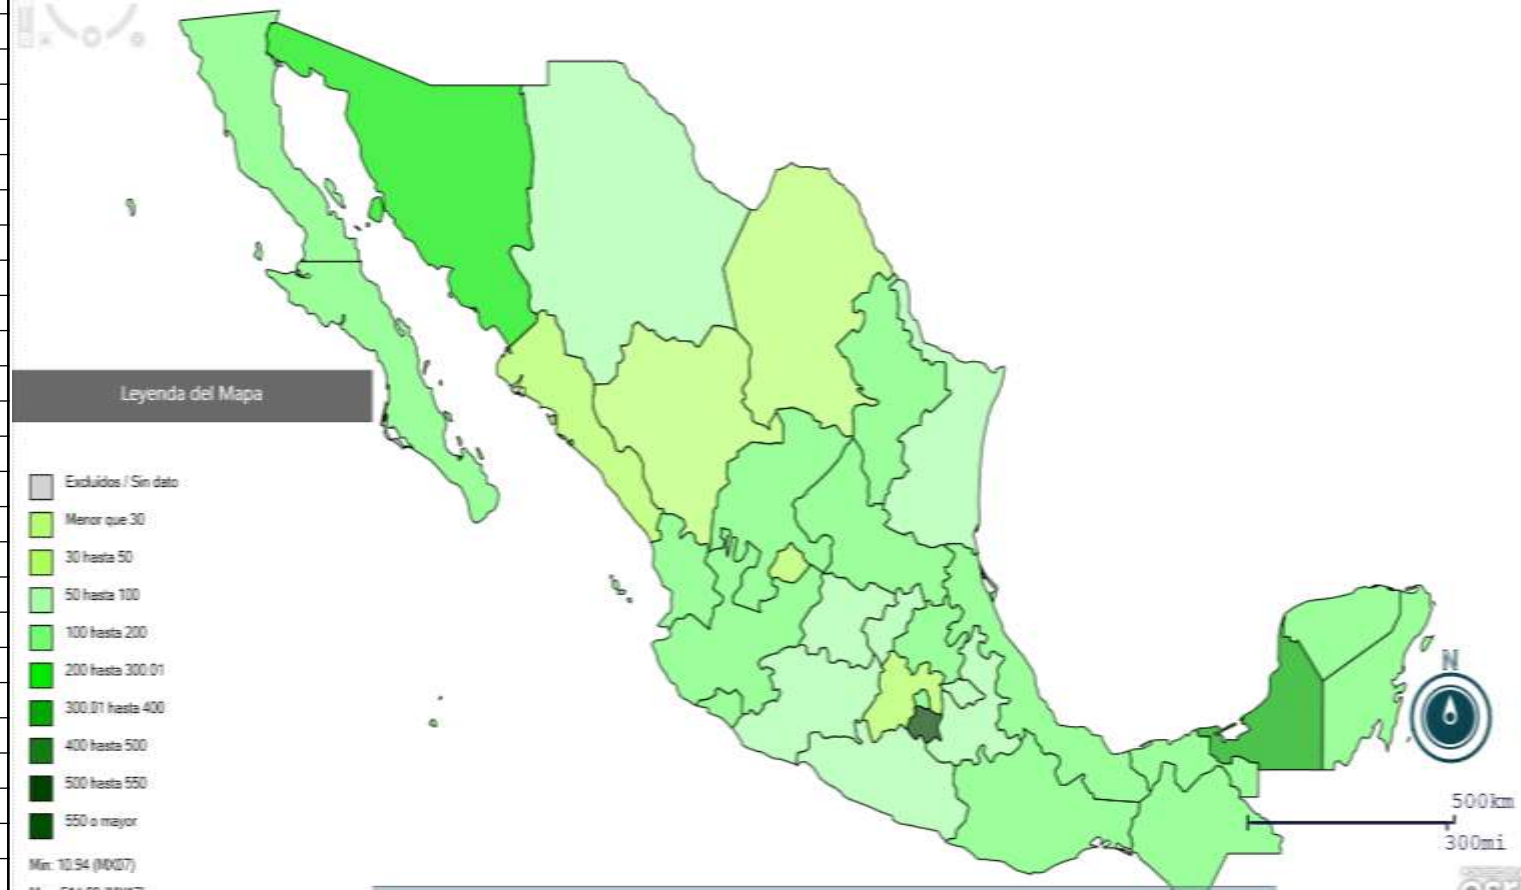 Leyenda del Mapa
Excluidos / Sin dato
Menor que 30
30 hasta 50
50 hasta 100
100 hasta 200
200 hasta 300.01
300.01 hasta 400
400 hasta 500
500 hasta 550
550 o mayor
Min: 10.94 (MX07)
N
500km
300mi